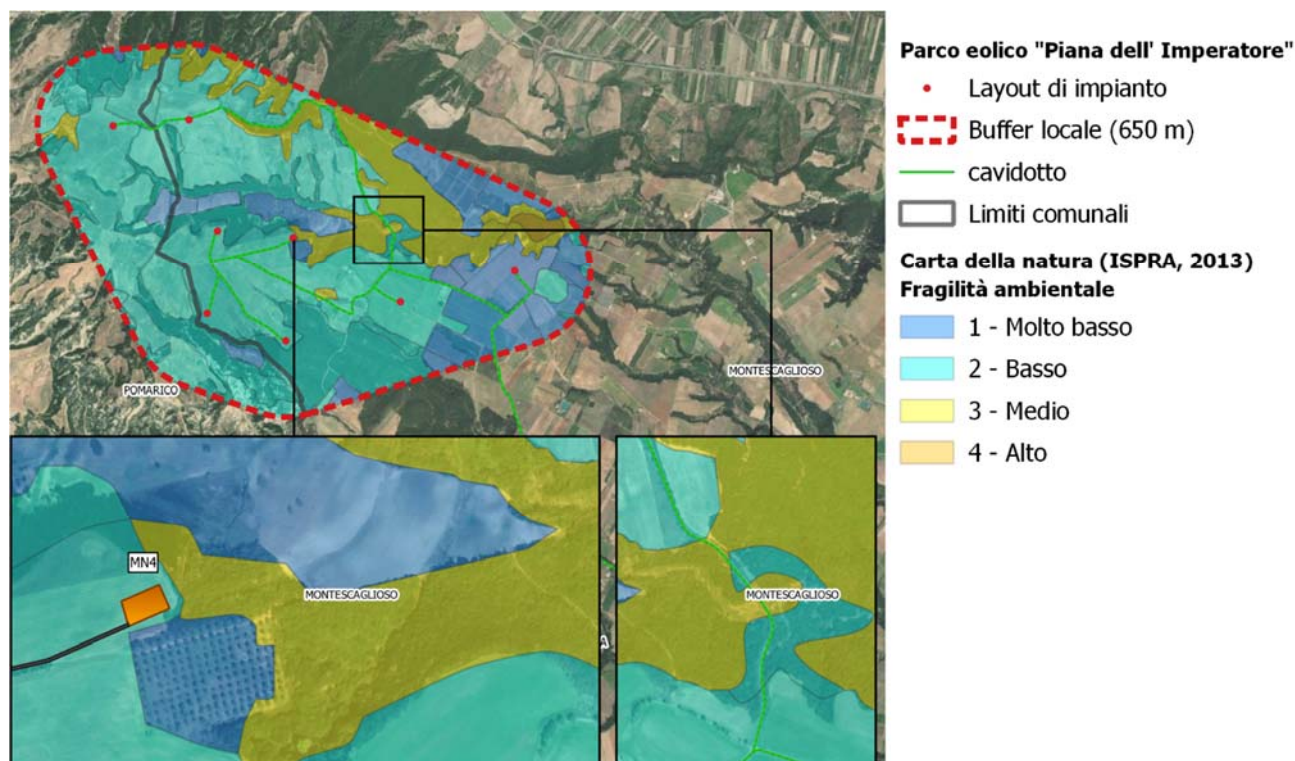 Parco eolico "Piana dell' Imperatore"
Layout di impianto
Buffer locale (650 m)
cavidotto
Limiti comunali
Carta della natura (ISPRA, 2013)
Fragilità ambientale
1 - Molto basso
2 - Basso
3 - Medio
4 - Alto
POMARICO
MONTESCAGLIOSO
MN4
MONTESCAGLIOSO
MONTESCAGLIOSO